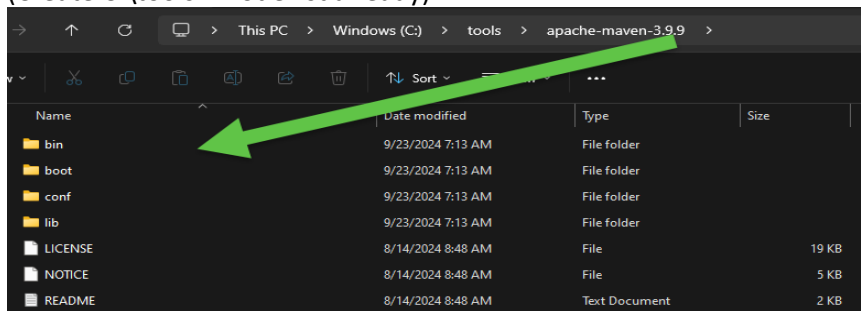 This PC > Windows (C:) > tools > apache-maven-3.9.9 >
Sort
Name Date modified Type Size
bin 9/23/2024 7:13 AM File folder
boot 9/23/2024 7:13 AM File folder
conf 9/23/2024 7:13 AM File folder
lib 9/23/2024 7:13 AM File folder
LICENSE 8/14/2024 8:48 AM File 19 KB
NOTICE 8/14/2024 8:48 AM File 5 KB
README 8/14/2024 8:48 AM Text Document 2 KB